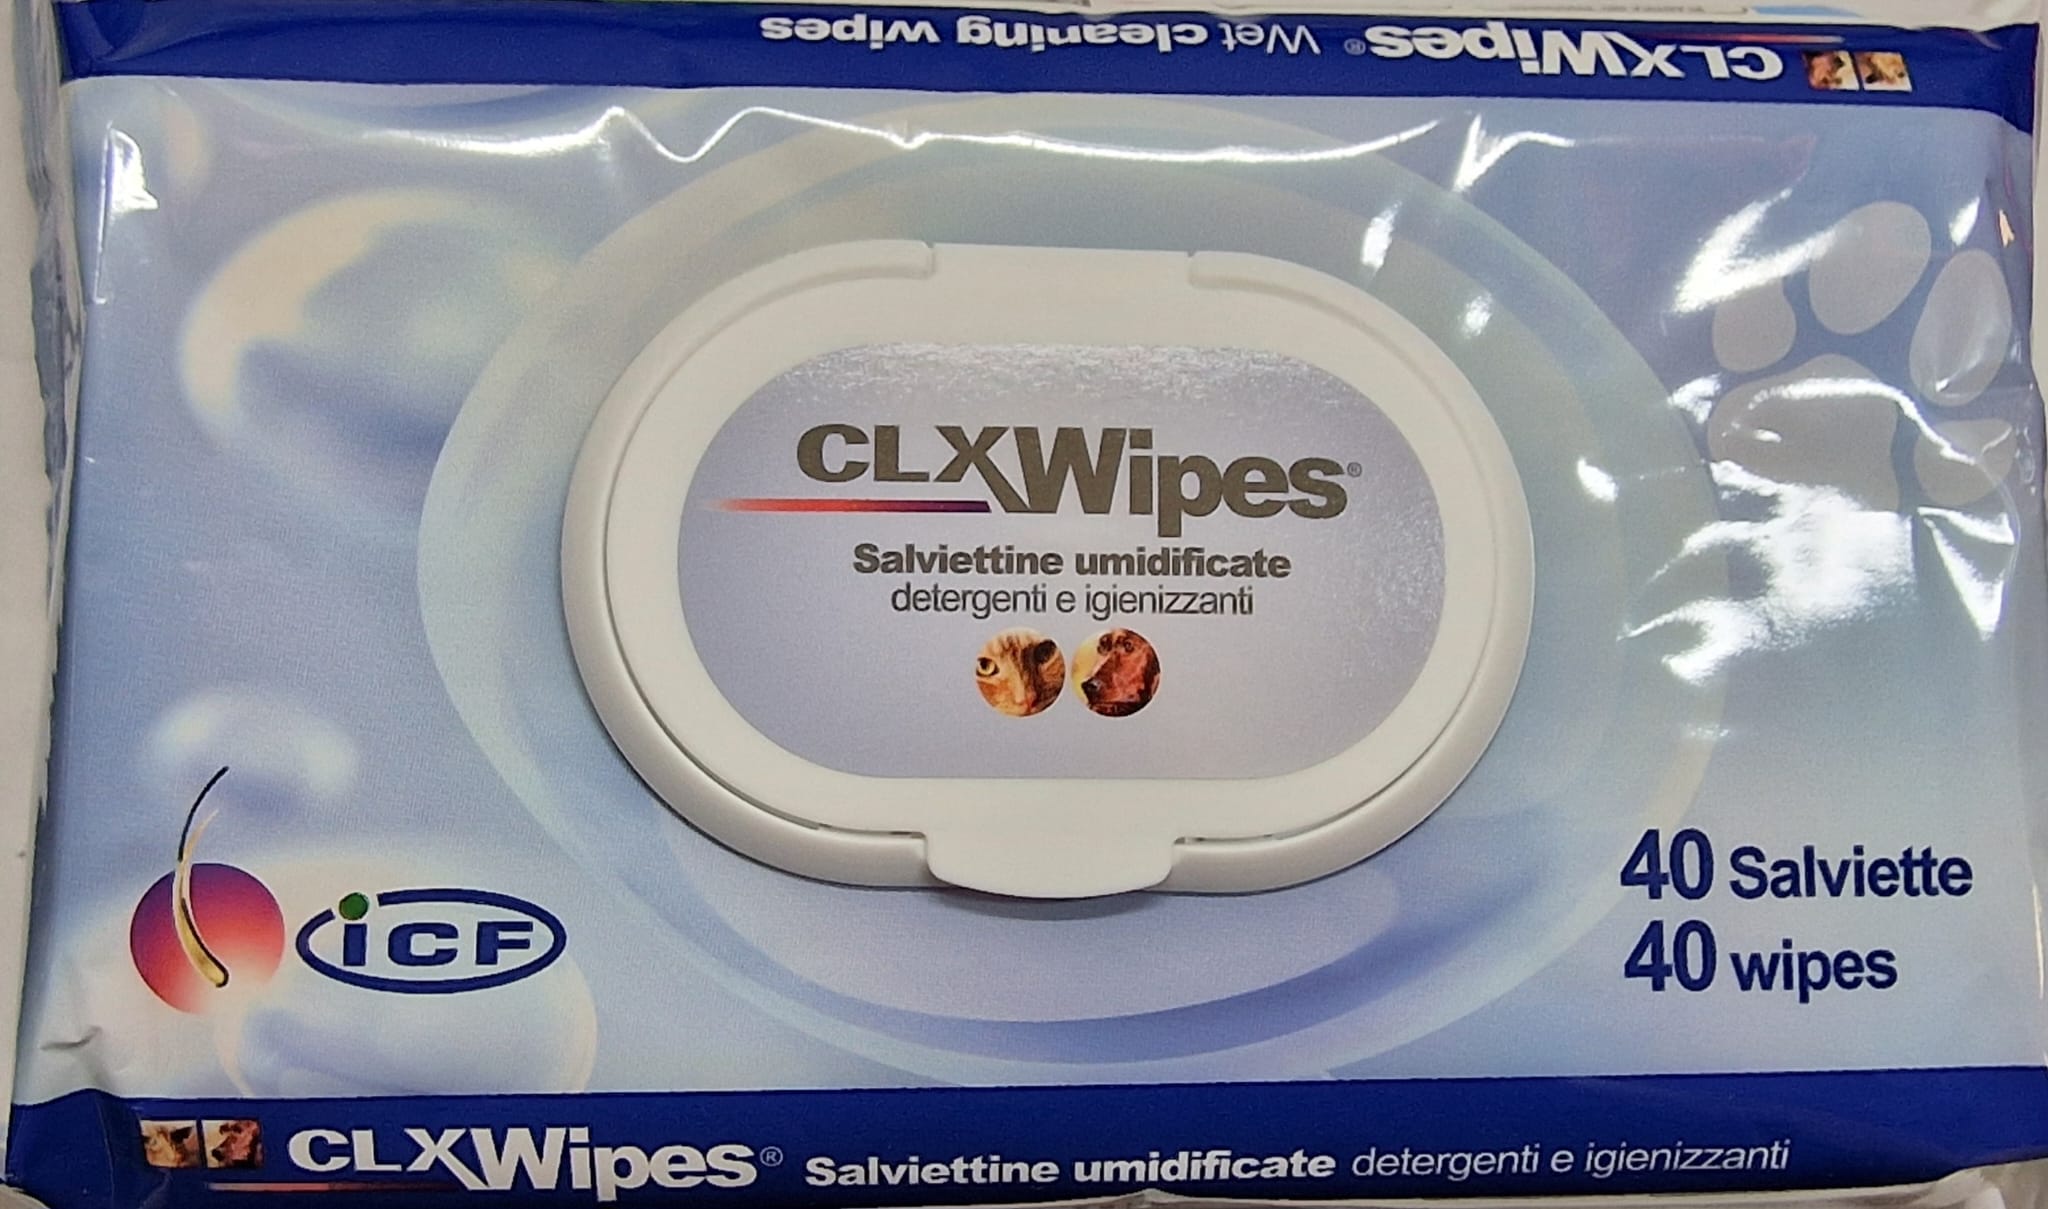 CLXWipes® Wet cleaning wipes
CLXWipes®
Salviettine umidificate
detergenti e igienizzanti
icf
40 Salviette
40 wipes
CLXWipes® Salviettine umidificate detergenti e igienizzanti